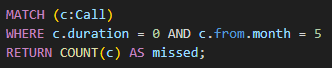 MATCH (c:Call)
WHERE c.duration = 0 AND c.from.month = 5
RETURN COUNT(c) AS missed;